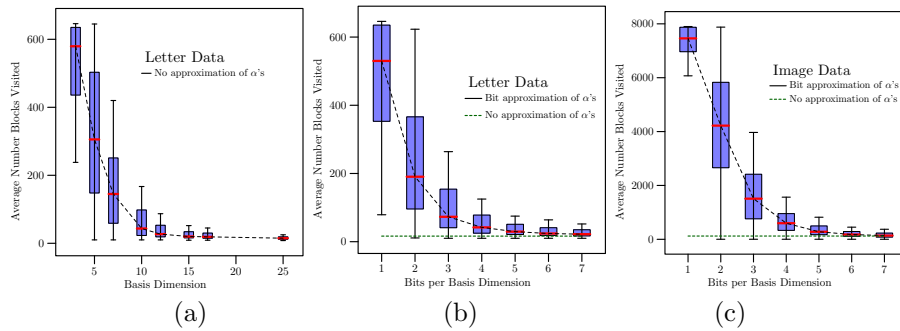 Average Number Blocks Visited
600
400
200
0
Letter Data
No approximation of α's
5
10
15
20
25
Basis Dimension
(a)
Average Number Blocks Visited
600
400
200
0
Letter Data
Bit approximation of α's
No approximation of α's
1
2
3
4
5
6
7
Bits per Basis Dimension
(b)
Average Number Blocks Visited
8000
6000
4000
2000
0
Image Data
Bit approximation of α's
No approximation of α's
1
2
3
4
5
6
7
Bits per Basis Dimension
(c)